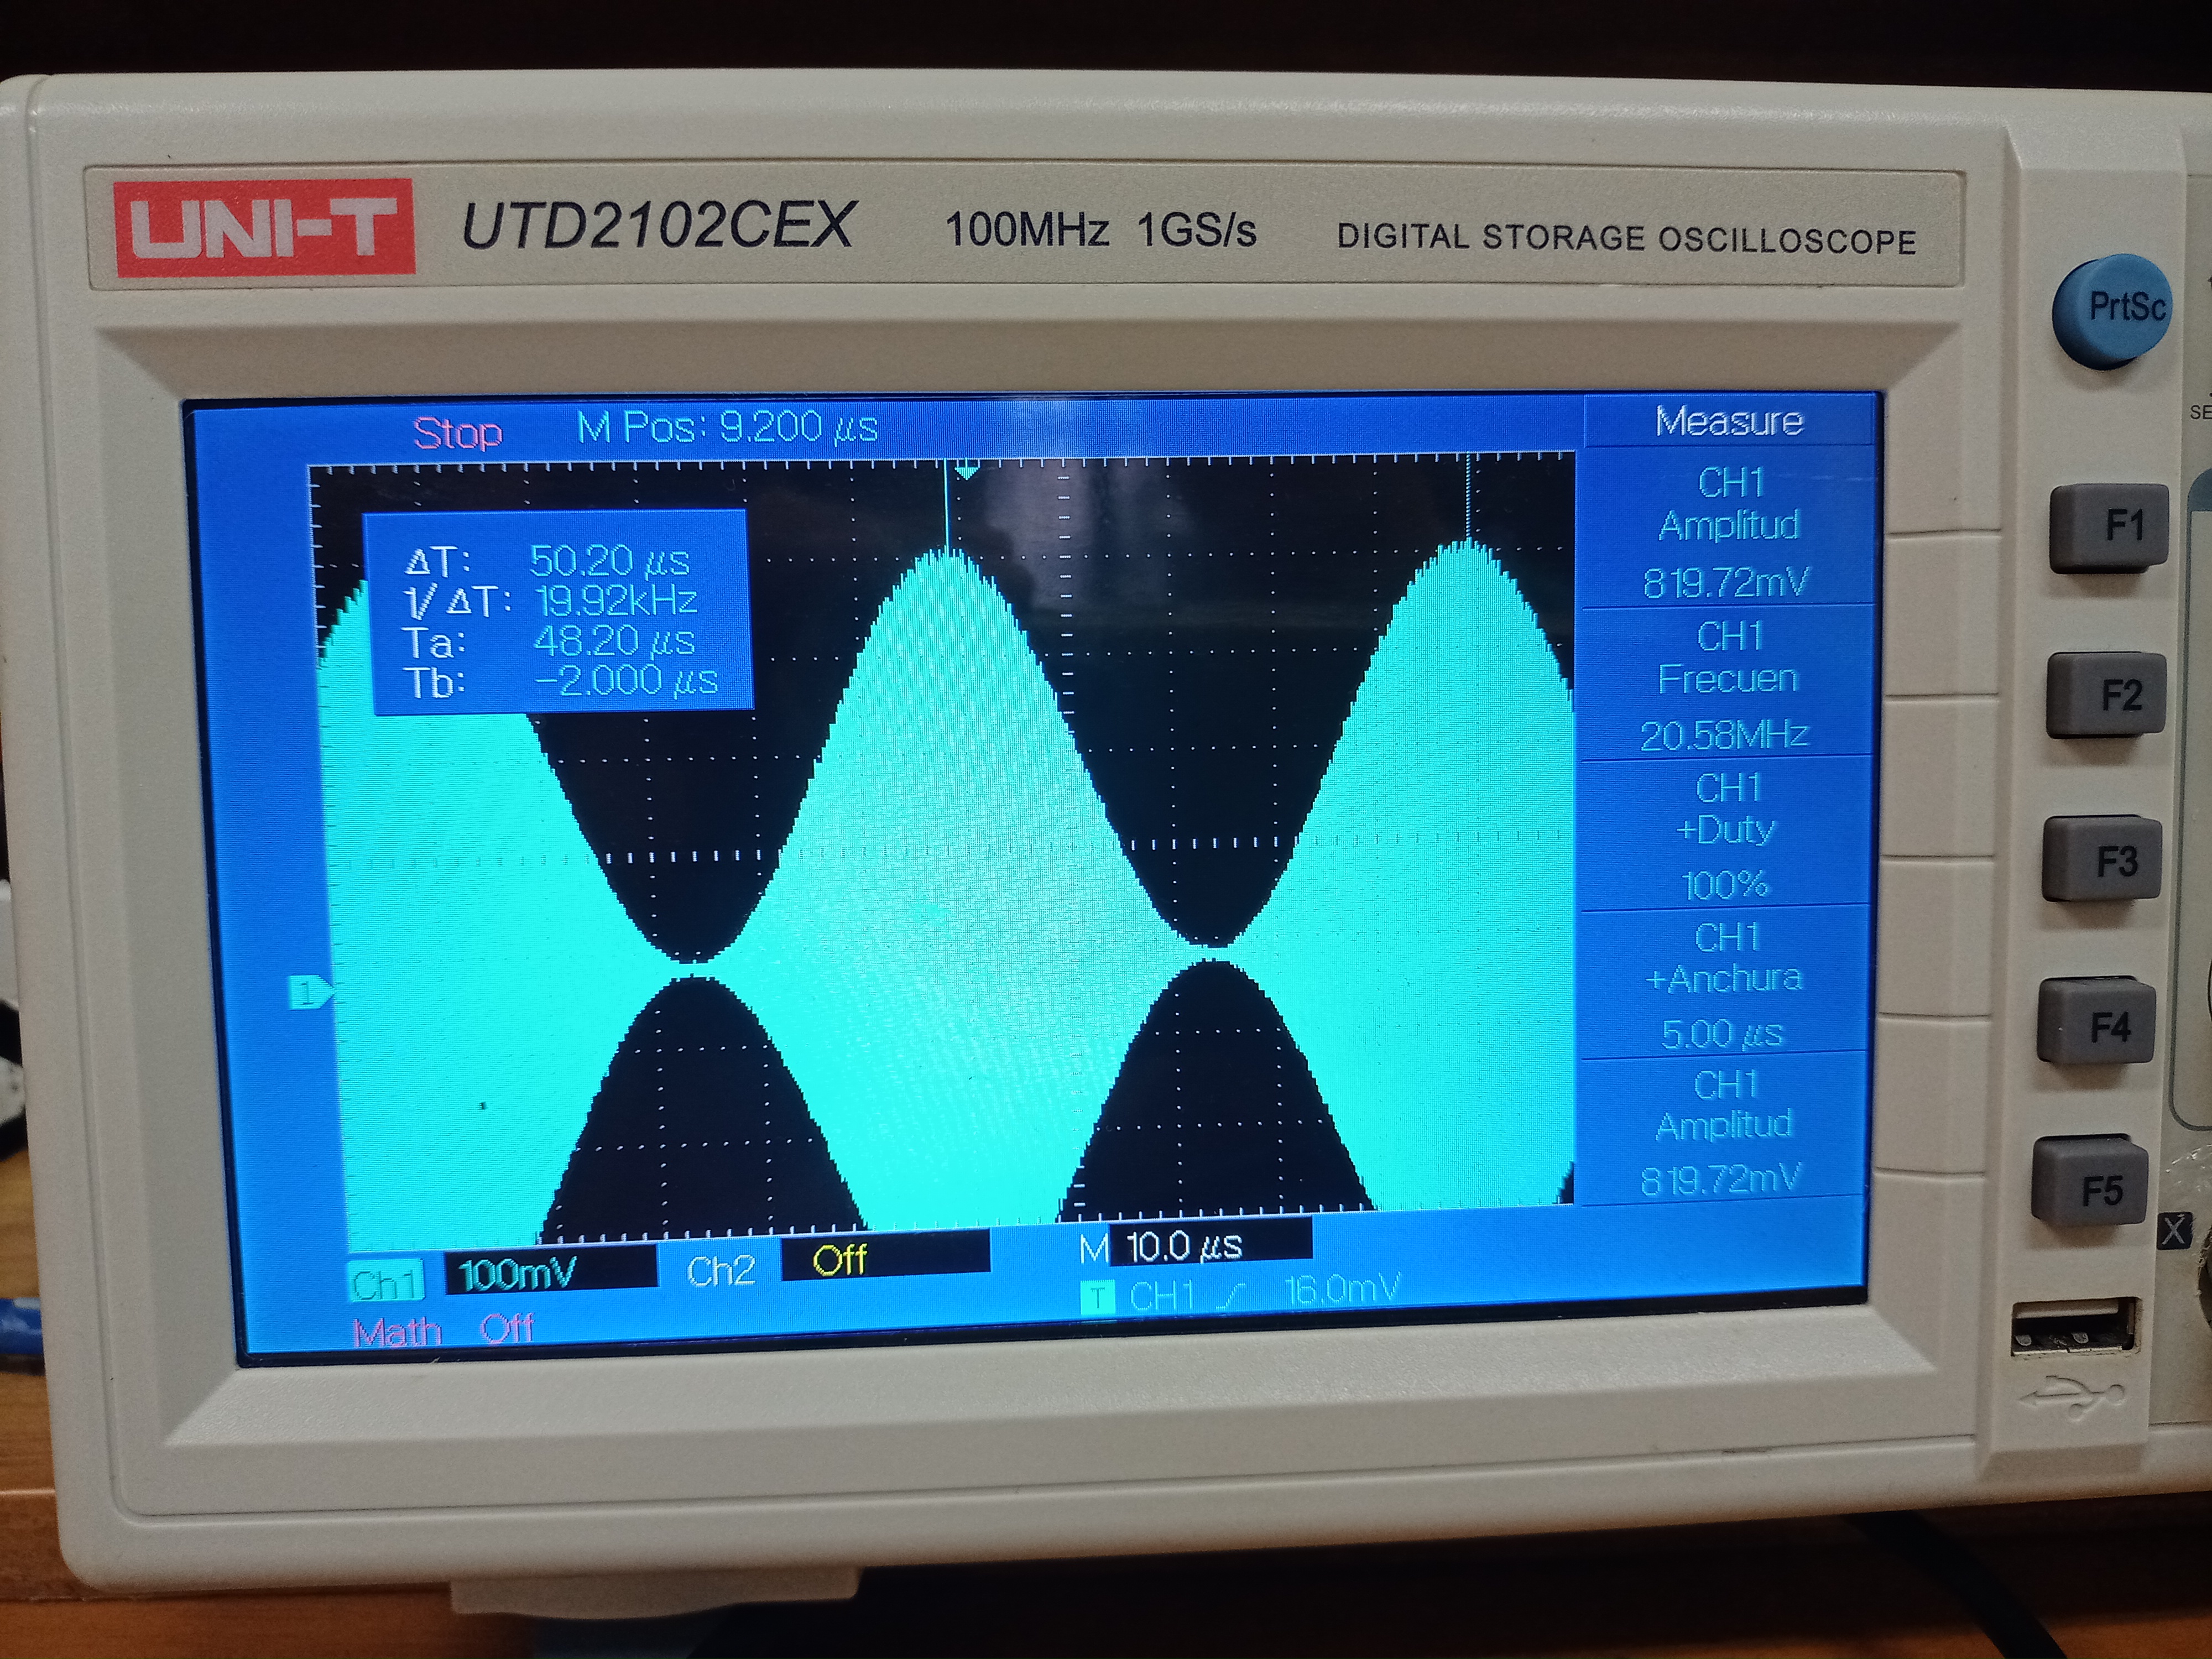 UNI-T UTD2102CEX 100MHz 1GS/s DIGITAL STORAGE OSCILLOSCOPE
PrtSc
Stop M Pos: 9.200 μs
Measure
ΔT: 50.20 μs
1/ΔT: 19.92kHz
Ta: 48.20 μs
Tb: -2.000 μs
CH1
Amplitud
819.72mV
CH1
Frecuen
20.58MHz
CH1
+Duty
100%
CH1
+Anchura
5.00 μs
CH1
Amplitud
819.72mV
F1
F2
F3
F4
F5
SE
X
1
Ch1 100mV Ch2 Off M 10.0 μs
T CH1 16.0mV
Math Off